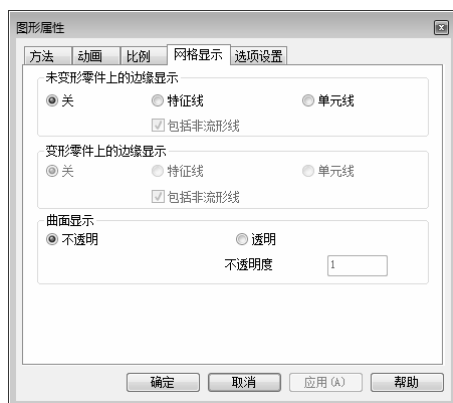 图形属性
方法 动画 比例 网格显示 选项设置
未变形零件上的边缘显示
关 特征线 单元线
包括非流形线
变形零件上的边缘显示
关 特征线 单元线
包括非流形线
曲面显示
不透明 透明
不透明度 1
确定 取消 应用(A) 帮助